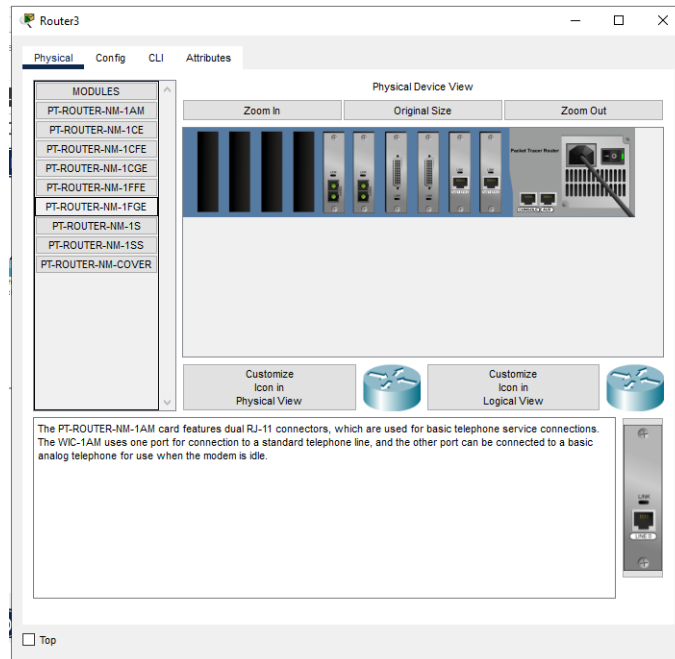 Router3
Physical Config CLI Attributes
MODULES
PT-ROUTER-NM-1AM
PT-ROUTER-NM-1CE
PT-ROUTER-NM-1CFE
PT-ROUTER-NM-1CGE
PT-ROUTER-NM-1FFE
PT-ROUTER-NM-1FGE
PT-ROUTER-NM-1S
PT-ROUTER-NM-1SS
PT-ROUTER-NM-COVER
Physical Device View
Zoom In Original Size Zoom Out
Packet Tracer Router
CONSOLE AUX
Customize
Icon in
Physical View
Customize
Icon in
Logical View
The PT-ROUTER-NM-1AM card features dual RJ-11 connectors, which are used for basic telephone service connections.
The WIC-1AM uses one port for connection to a standard telephone line, and the other port can be connected to a basic
analog telephone for use when the modem is idle.
LINK
LINE 0
Top